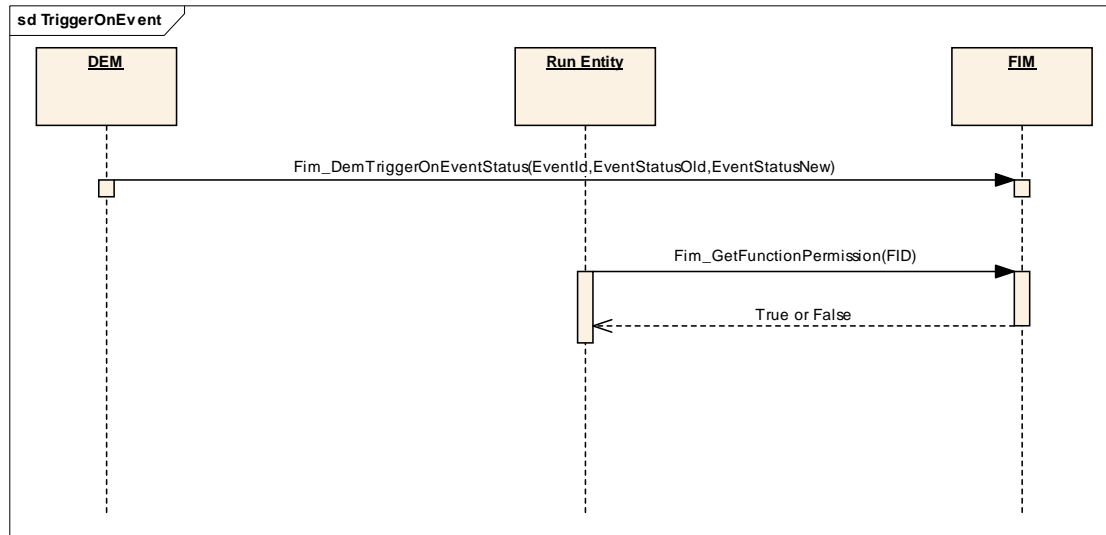 sd TriggerOnEvent
DEM
Run Entity
FIM
Fim_DemTriggerOnEventStatus(EventId,EventStatusOld,EventStatusNew)
Fim_GetFunctionPermission(FID)
True or False